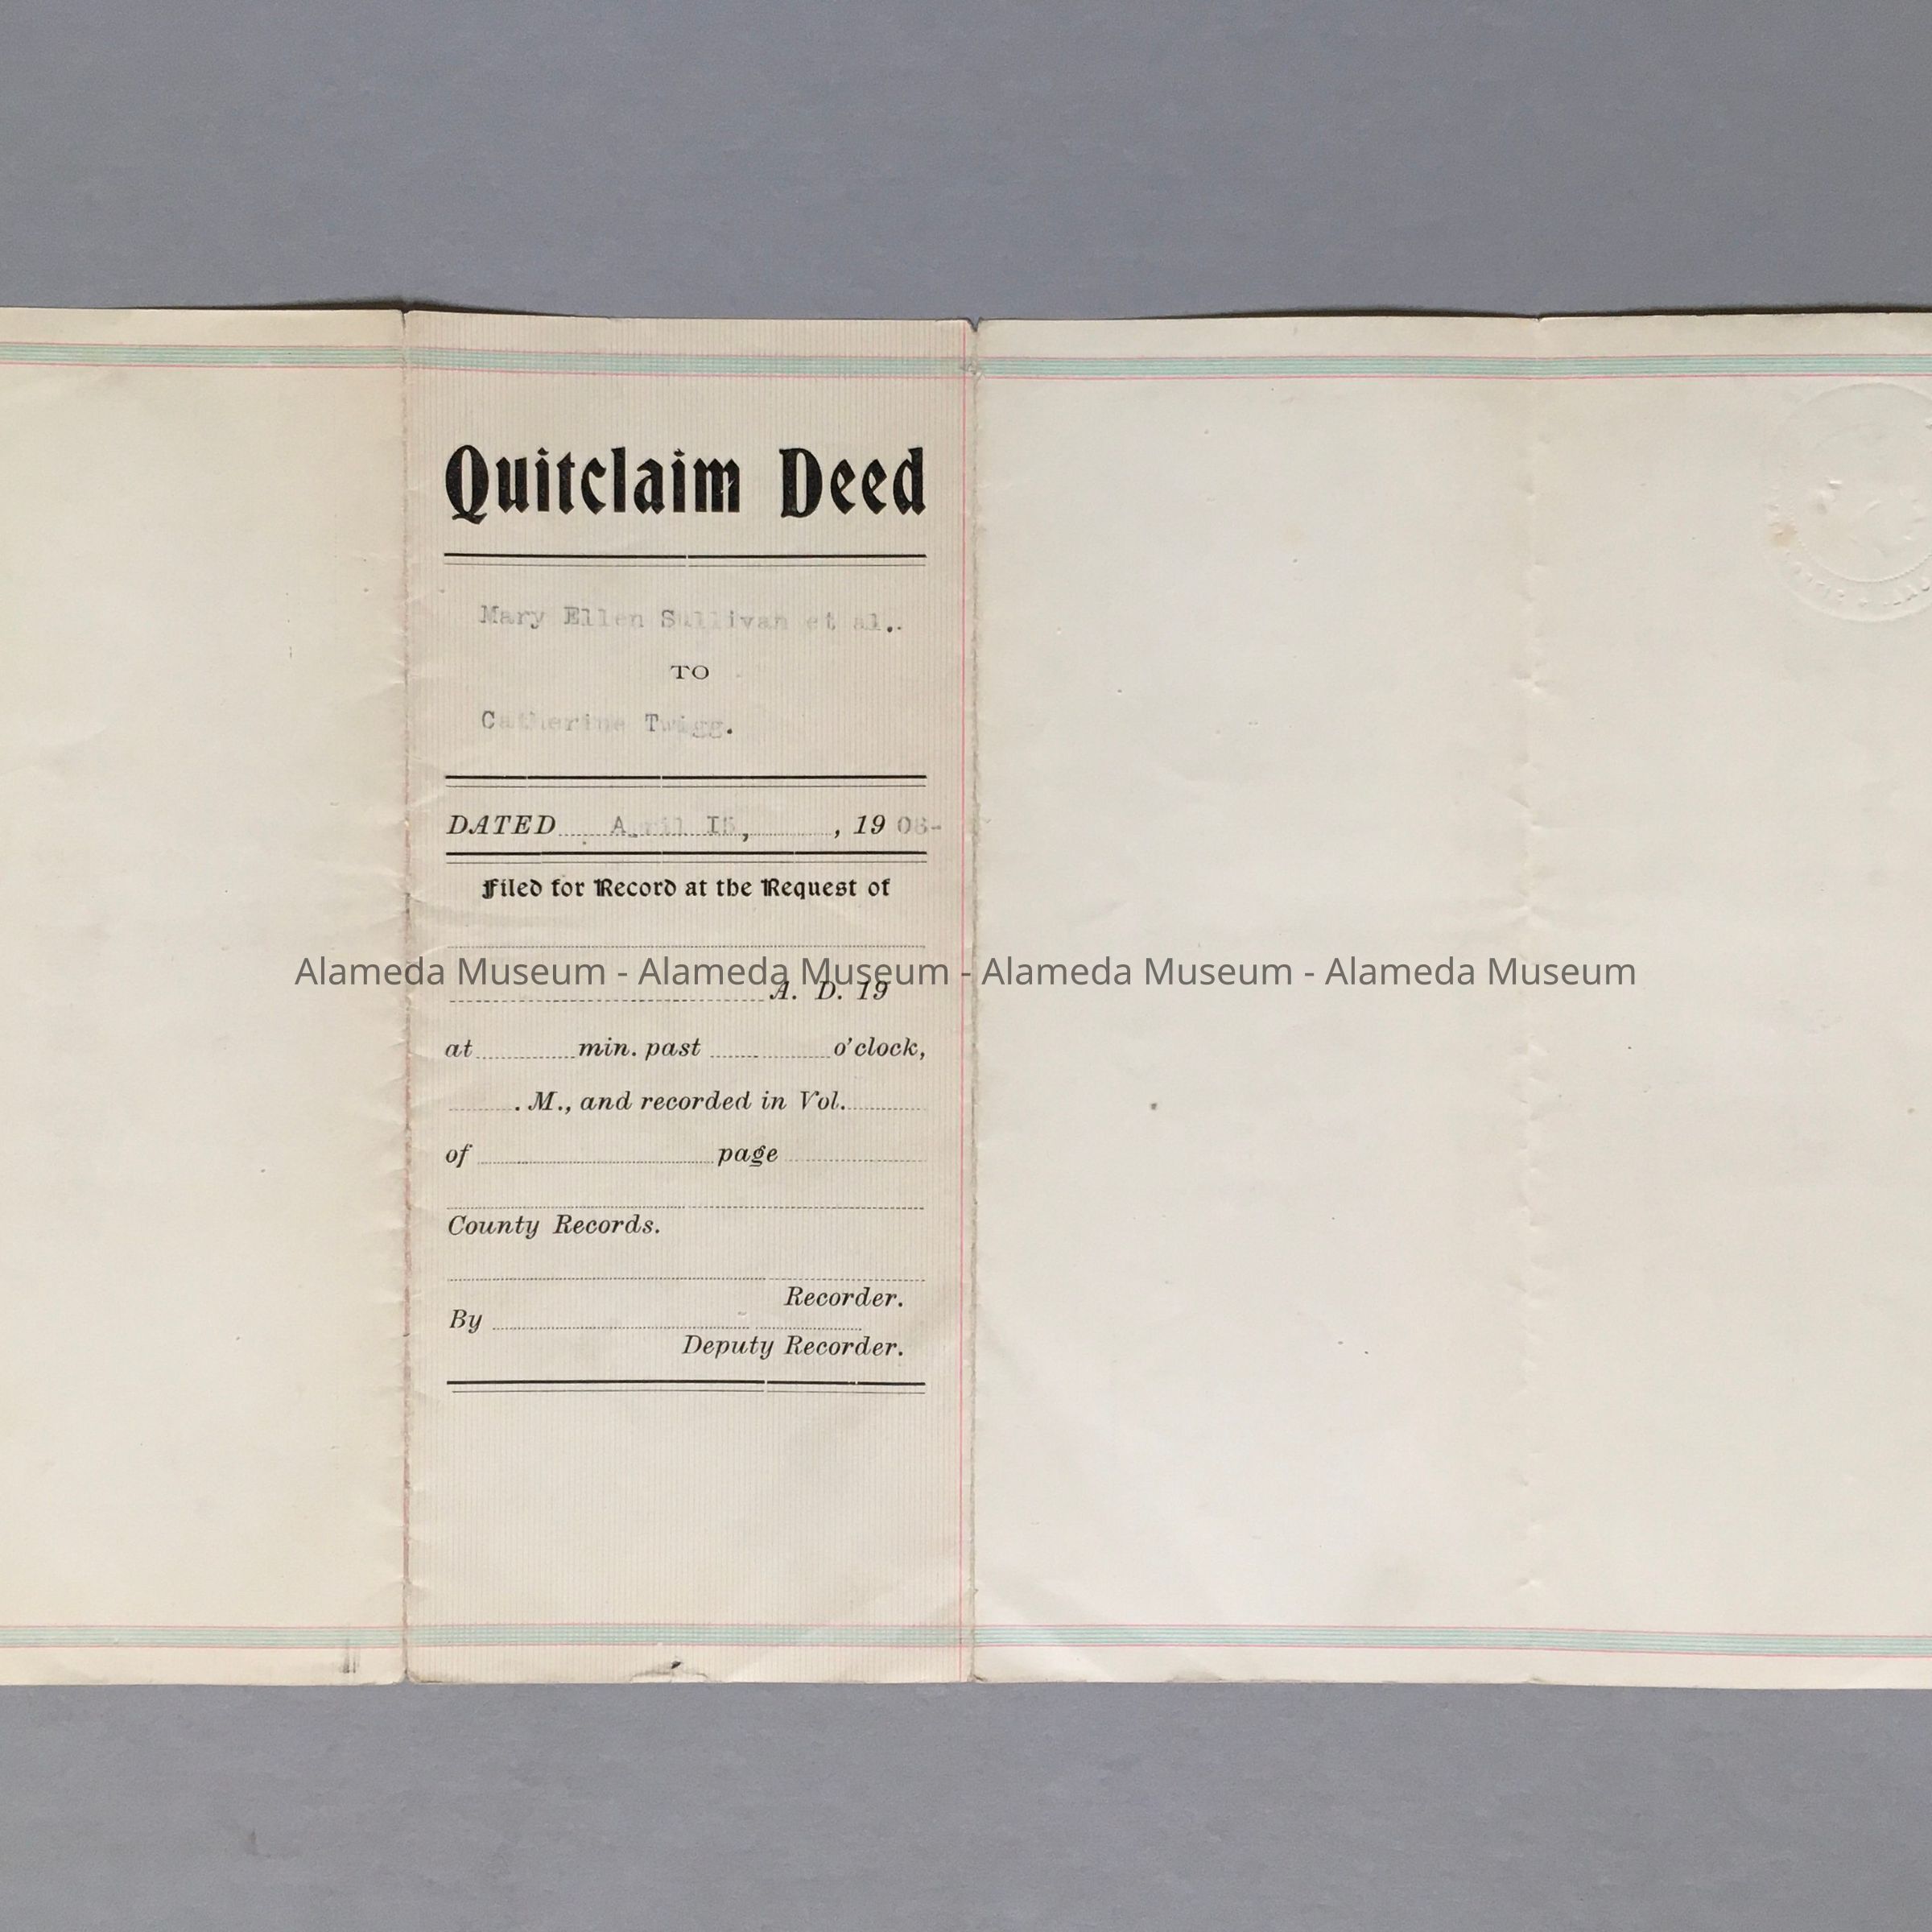 Quitclaim Deed
Mary Ellen Sullivan et al..
TO
Catherine Twigg.
DATED April 15, , 19
Filed for Record at the Request of
Alameda Museum - Alameda Museum - Alameda Museum - Alameda Museum
A. D. 19
at min. past o'clock,
. M., and recorded in Vol.
of page
County Records.
Recorder.
By
Deputy Recorder.